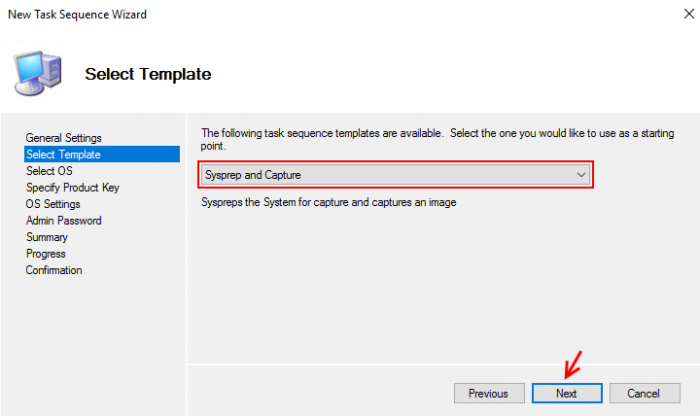 New Task Sequence Wizard
Select Template
General Settings
Select Template
Select OS
Specify Product Key
OS Settings
Admin Password
Summary
Progress
Confirmation
The following task sequence templates are available.  Select the one you would like to use as a starting
point.
Sysprep and Capture
Syspreps the System for capture and captures an image
Previous
Next
Cancel